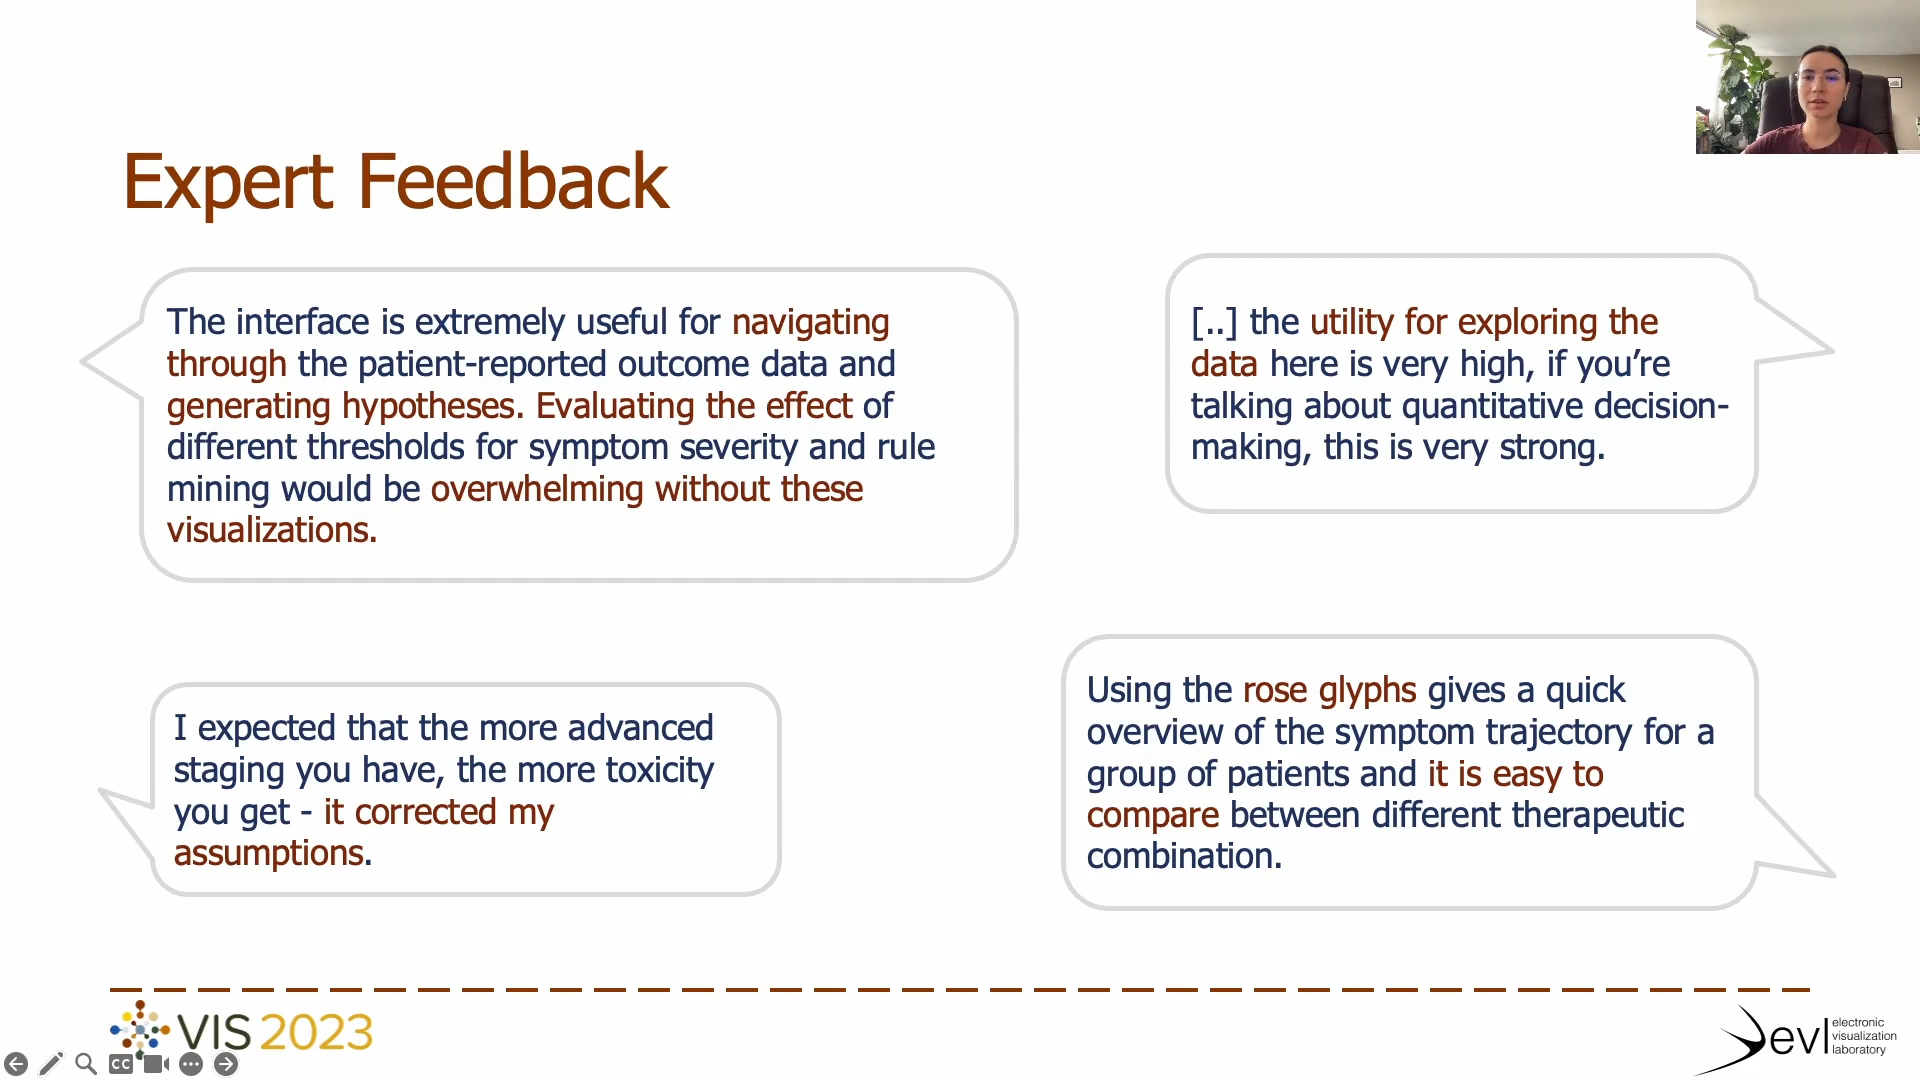 Expert Feedback
The interface is extremely useful for navigating
through the patient-reported outcome data and
generating hypotheses. Evaluating the effect of
different thresholds for symptom severity and rule
mining would be overwhelming without these
visualizations.
[..] the utility for exploring the
data here is very high, if you’re
talking about quantitative decision-
making, this is very strong.
I expected that the more advanced
staging you have, the more toxicity
you get - it corrected my
assumptions.
Using the rose glyphs gives a quick
overview of the symptom trajectory for a
group of patients and it is easy to
compare between different therapeutic
combination.
VIS 2023
CC
evl electronic
visualization
laboratory